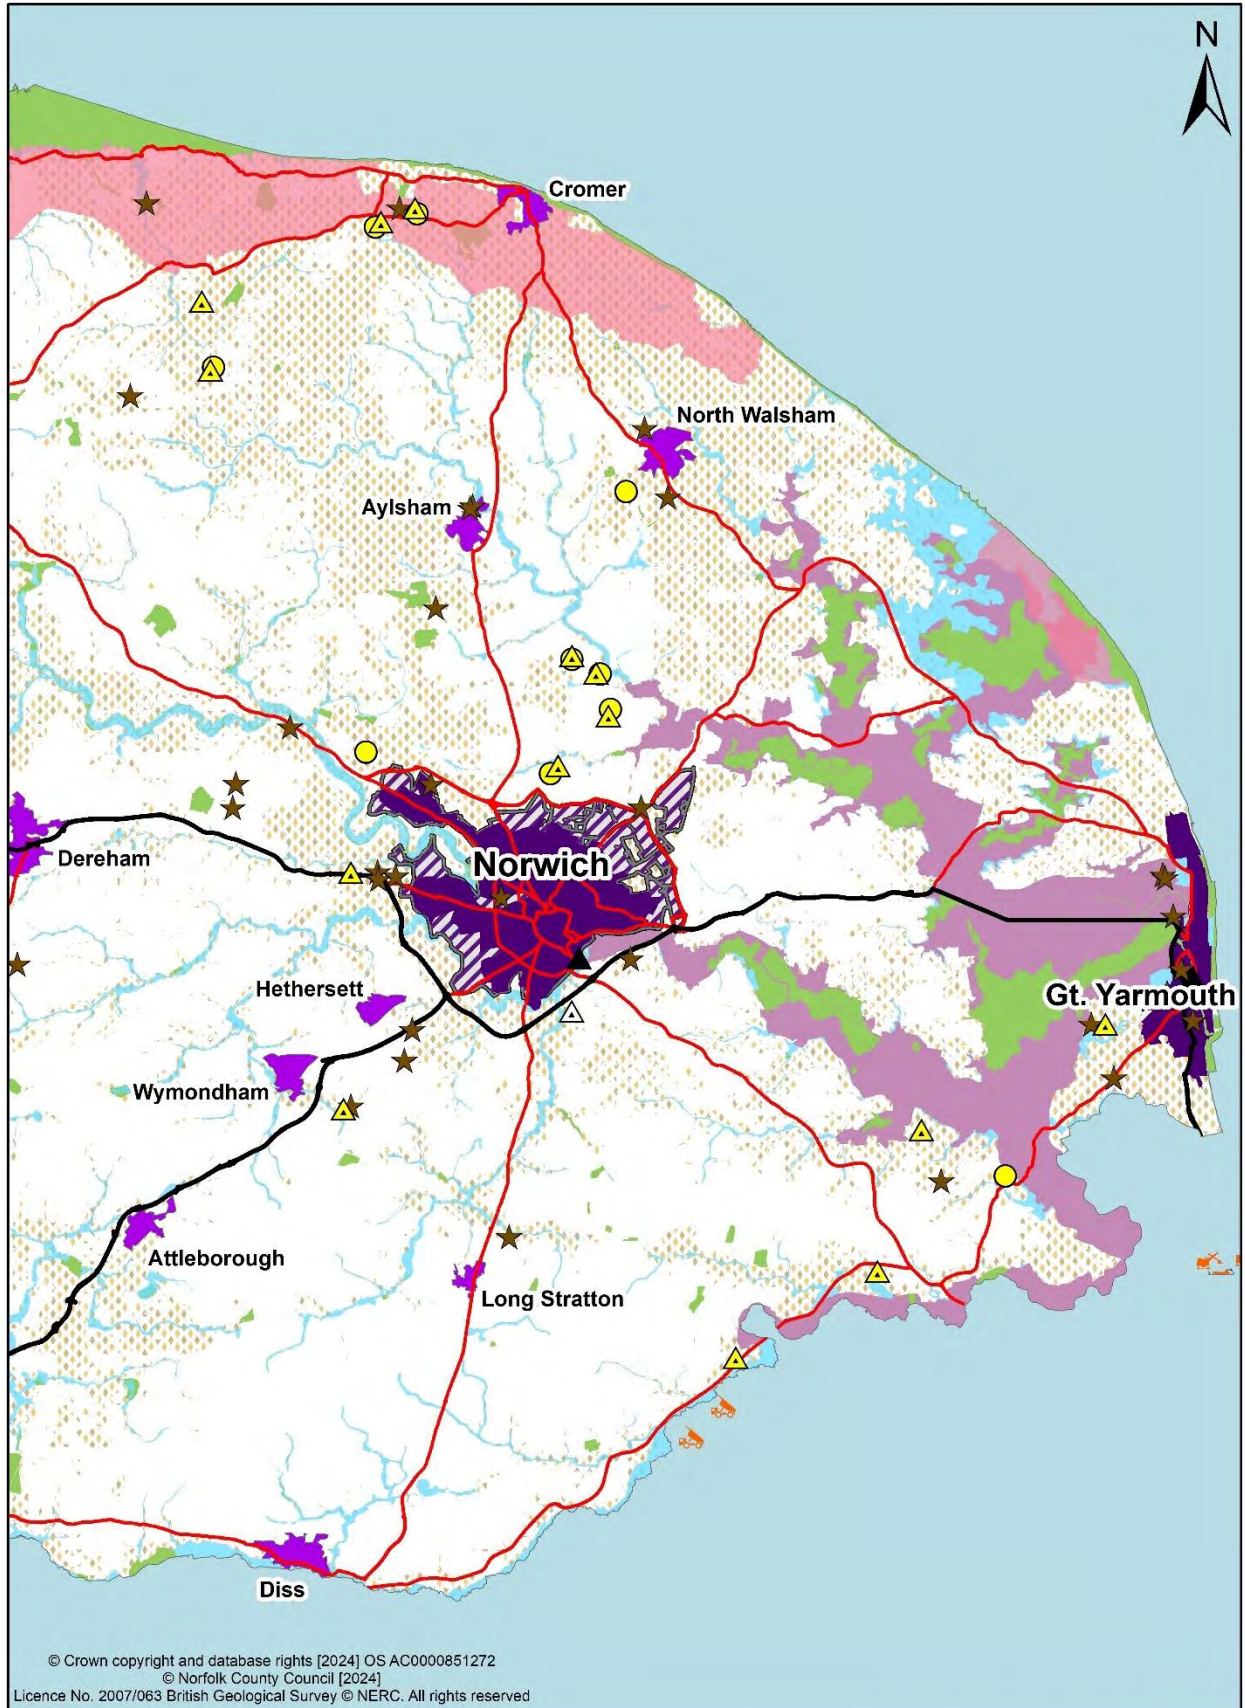 N
Cromer
North Walsham
Aylsham
Dereham
Norwich
Hethersett
Gt. Yarmouth
Wymondham
Attleborough
Long Stratton
Diss
© Crown copyright and database rights [2024] OS AC0000851272
© Norfolk County Council [2024]
Licence No. 2007/063 British Geological Survey © NERC. All rights reserved